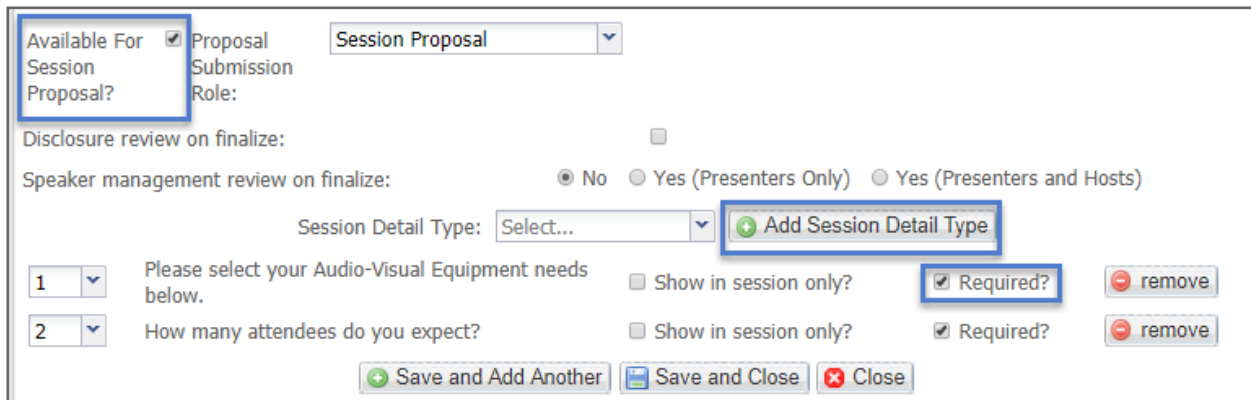 Available For Proposal Session Proposal
Session Submission
Proposal? Role:
Disclosure review on finalize:
Speaker management review on finalize: No Yes (Presenters Only) Yes (Presenters and Hosts)
Session Detail Type: Select... Add Session Detail Type
1 Please select your Audio-Visual Equipment needs below. Show in session only? Required? remove
2 How many attendees do you expect? Show in session only? Required? remove
Save and Add Another Save and Close Close